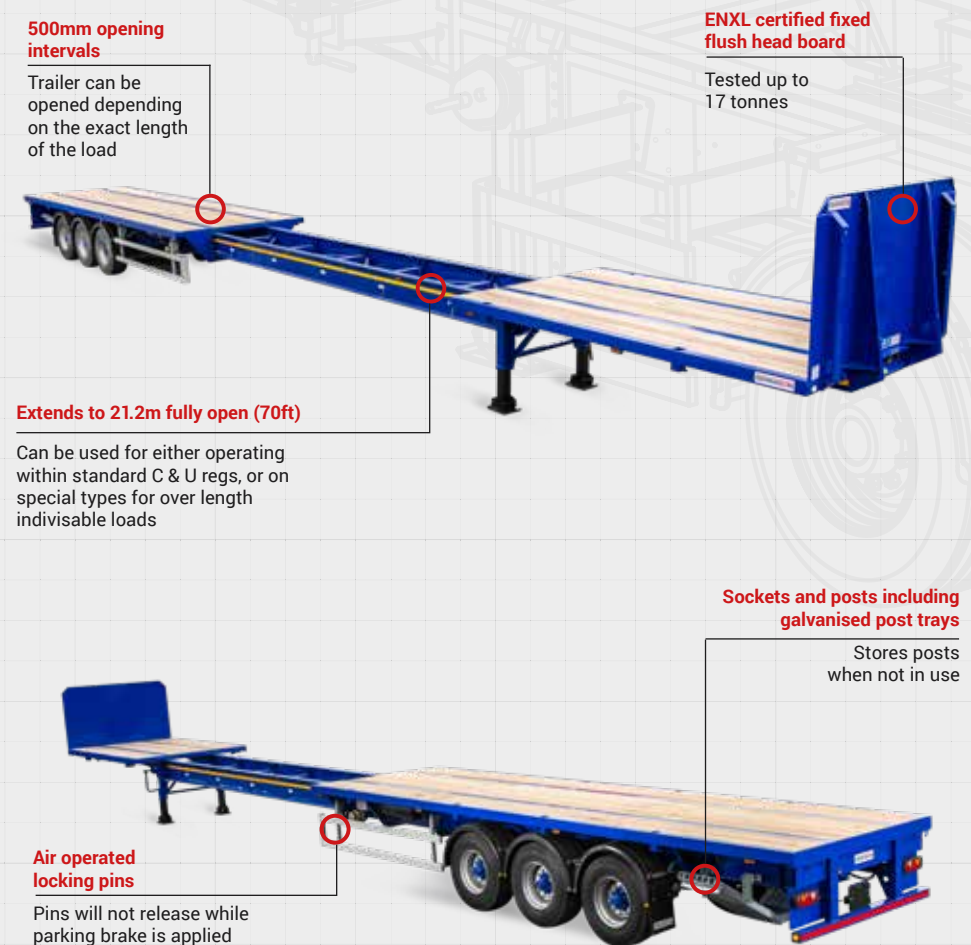 500mm opening
intervals
Trailer can be
opened depending
on the exact length
of the load
ENXL certified fixed
flush head board
Tested up to
17 tonnes
Extends to 21.2m fully open (70ft)
Can be used for either operating
within standard C & U regs, or on
special types for over length
indivisable loads
Sockets and posts including
galvanised post trays
Stores posts
when not in use
Air operated
locking pins
Pins will not release while
parking brake is applied